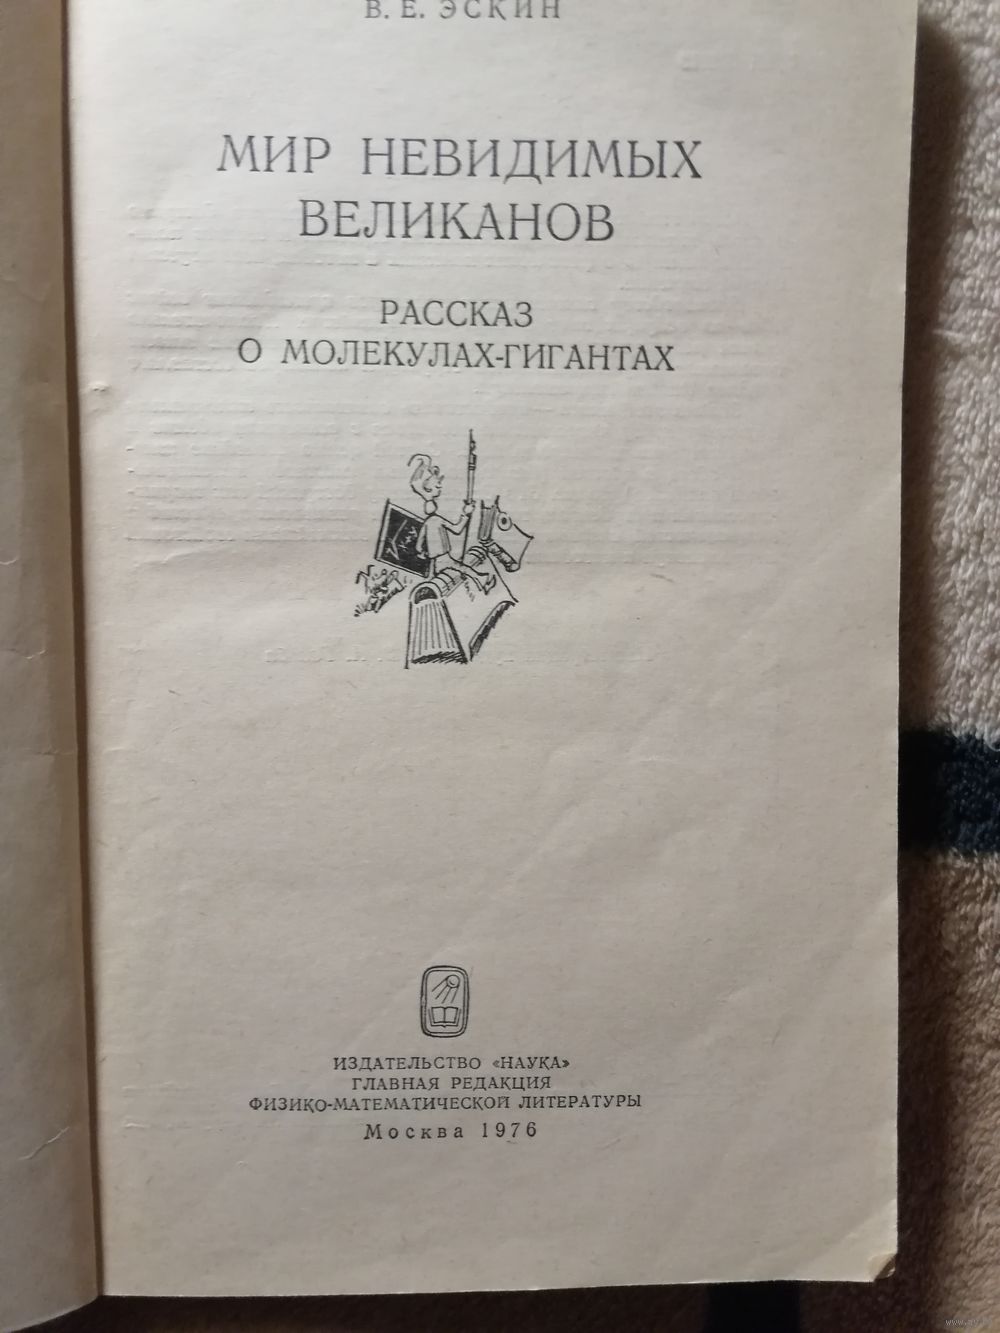 В. Е. ЭСКИН
МИР НЕВИДИМЫХ
ВЕЛИКАНОВ
РАССКАЗ
О МОЛЕКУЛАХ-ГИГАНТАХ
ИЗДАТЕЛЬСТВО «НАУКА»
ГЛАВНАЯ РЕДАКЦИЯ
ФИЗИКО-МАТЕМАТИЧЕСКОЙ ЛИТЕРАТУРЫ
Москва 1976